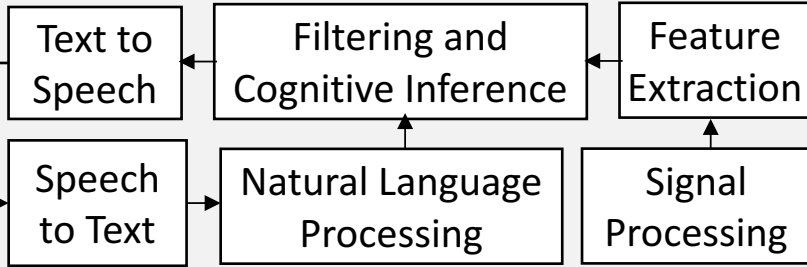 Text to
Speech
Filtering and
Cognitive Inference
Feature
Extraction
Speech
to Text
Natural Language
Processing
Signal
Processing